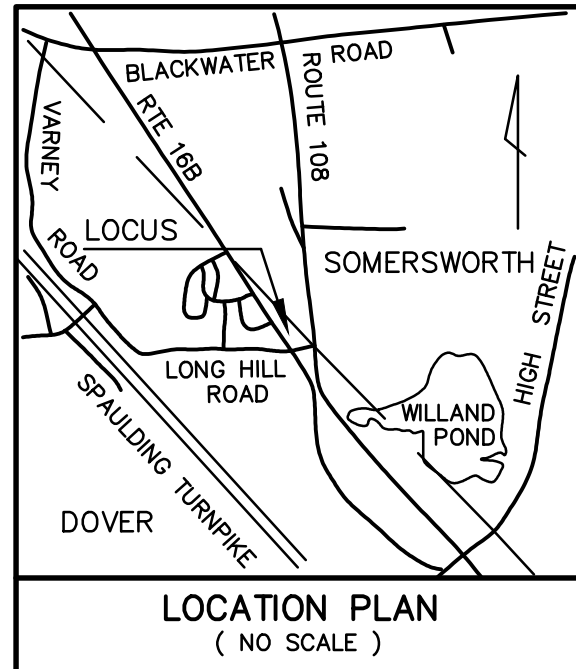 BLACKWATER ROAD
VARNEY
ROAD
RTE 16B
ROUTE 108
LOCUS
SOMERSWORTH
HIGH STREET
LONG HILL
ROAD
WILLAND
POND
SPAULDING TURNPIKE
DOVER
LOCATION PLAN
( NO SCALE )